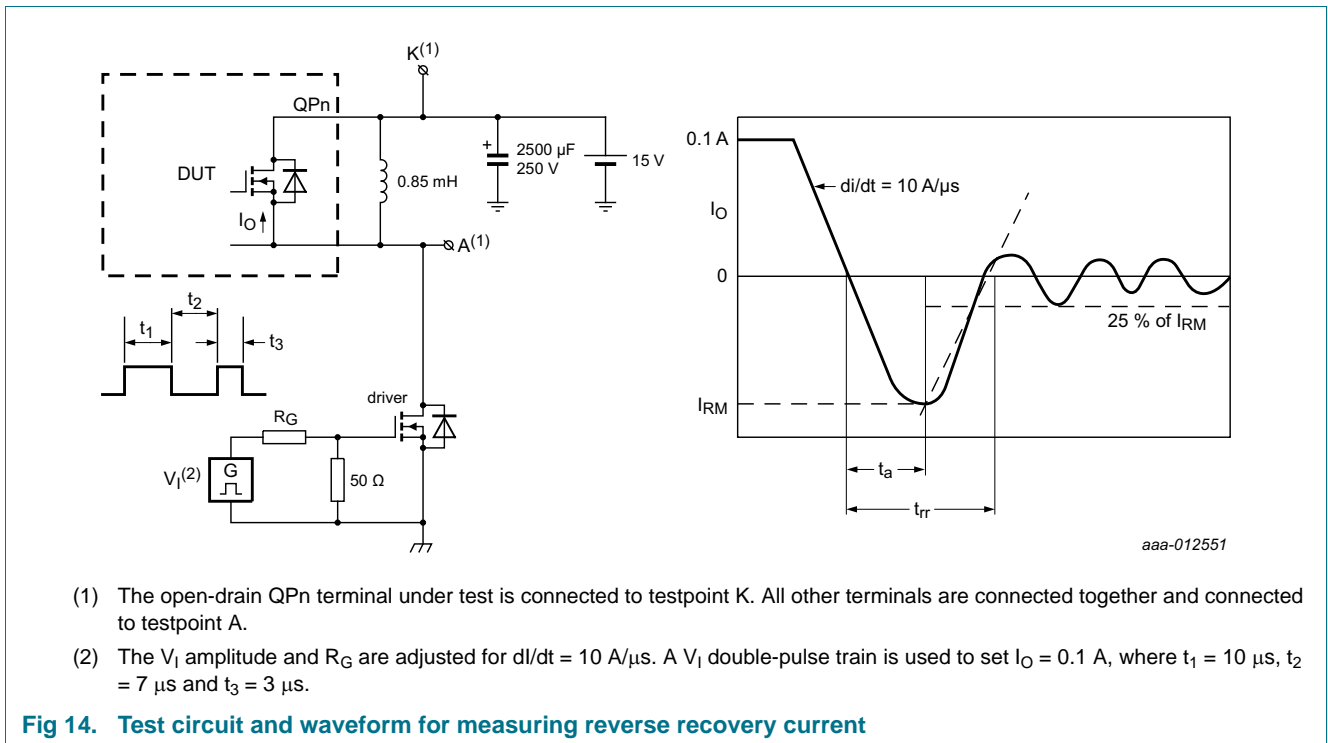 K(1)
QPn
DUT
IO
0.85 mH
+
2500 μF
250 V
15 V
A(1)
t1
t2
t3
driver
RG
VI(2)
G
50 Ω
0.1 A
di/dt = 10 A/μs
IO
0
25 % of IRM
IRM
ta
trr
aaa-012551
(1) The open-drain QPn terminal under test is connected to testpoint K. All other terminals are connected together and connected
to testpoint A.
(2) The VI amplitude and RG are adjusted for dI/dt = 10 A/μs. A VI double-pulse train is used to set IO = 0.1 A, where t1 = 10 μs, t2
= 7 μs and t3 = 3 μs.
Fig 14. Test circuit and waveform for measuring reverse recovery current